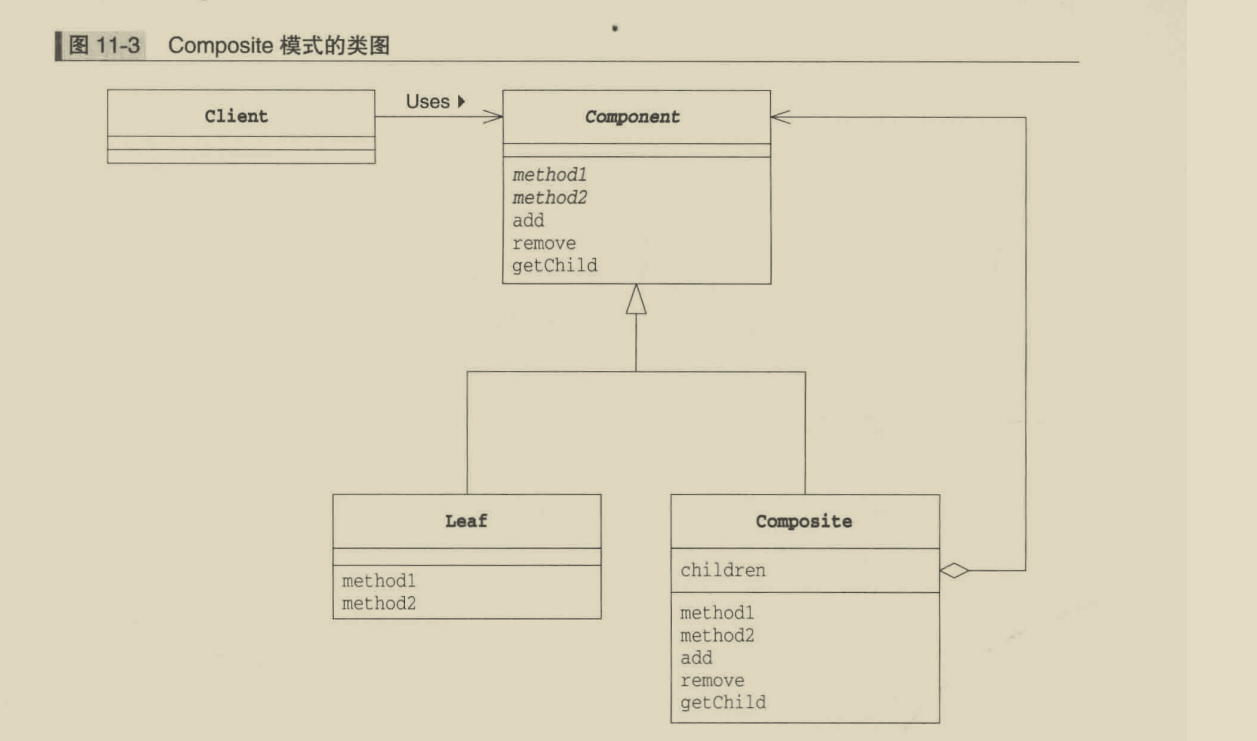 图 11-3 Composite 模式的类图
Client
Uses
Component
method1
method2
add
remove
getChild
Leaf
method1
method2
Composite
children
method1
method2
add
remove
getChild